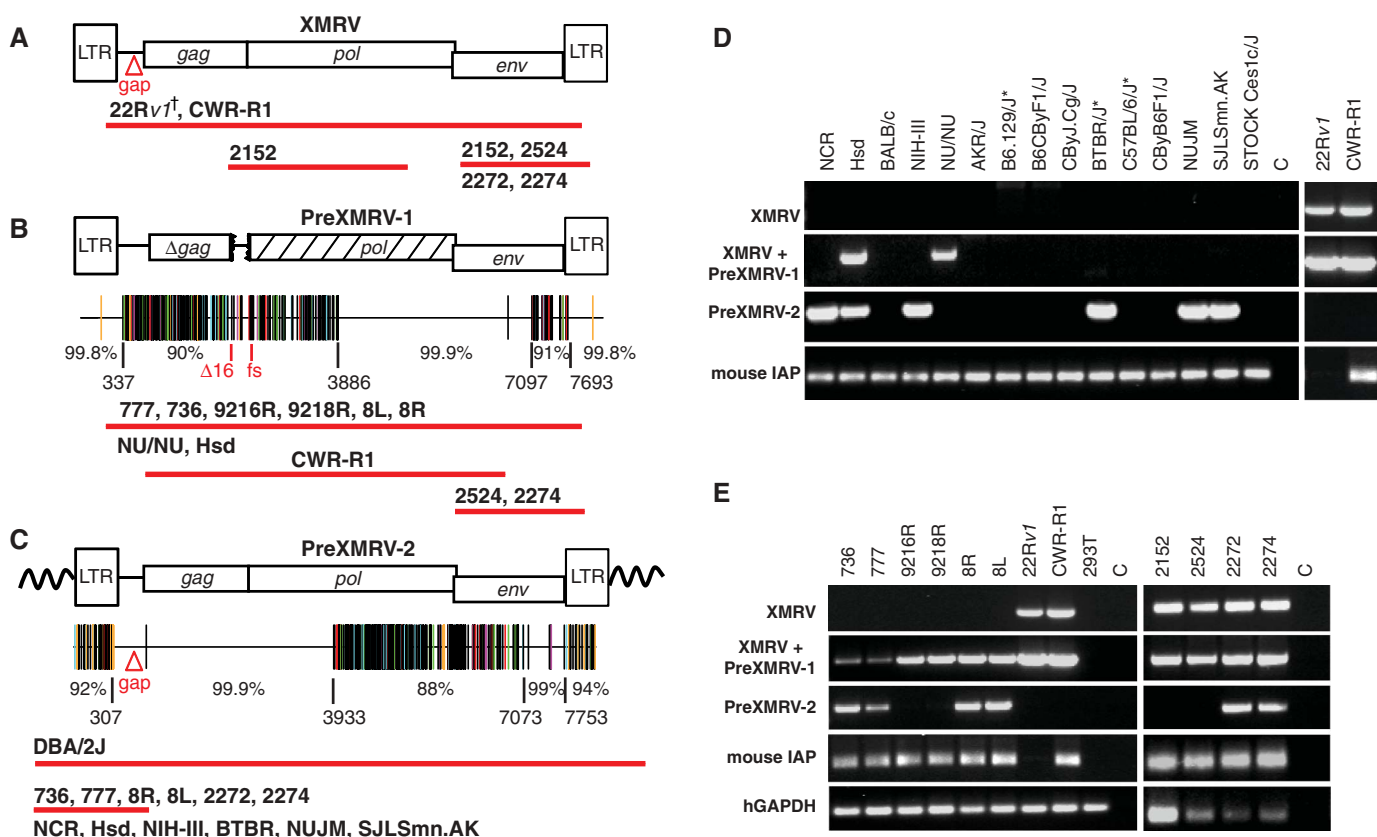 A
XMRV
LTR
gag
pol
env
LTR
gap
22Rv1†, CWR-R1
2152
2152, 2524
2272, 2274
B
PreXMRV-1
LTR
Δgag
pol
env
LTR
99.8%
90%
Δ16
fs
99.9%
91%
99.8%
337
3886
7097
7693
777, 736, 9216R, 9218R, 8L, 8R
NU/NU, Hsd
CWR-R1
2524, 2274
C
PreXMRV-2
LTR
gag
pol
env
LTR
92%
gap
99.9%
88%
99%
94%
307
3933
7073
7753
DBA/2J
736, 777, 8R, 8L, 2272, 2274
NCR, Hsd, NIH-III, BTBR, NUJM, SJLSmn.AK
D
NCR
Hsd
BALB/c
NIH-III
NU/NU
AKR/J
B6.129/J*
B6CByF1/J
CByJ.Cg/J
BTBR/J*
C57BL/6/J*
CByB6F1/J
NUJM
SJLSmn.AK
STOCK Ces1c/J
C
22Rv1
CWR-R1
XMRV
XMRV +
PreXMRV-1
PreXMRV-2
mouse IAP
E
736
777
9216R
9218R
8R
8L
22Rv1
CWR-R1
293T
C
2152
2524
2272
2274
C
XMRV
XMRV +
PreXMRV-1
PreXMRV-2
mouse IAP
hGAPDH